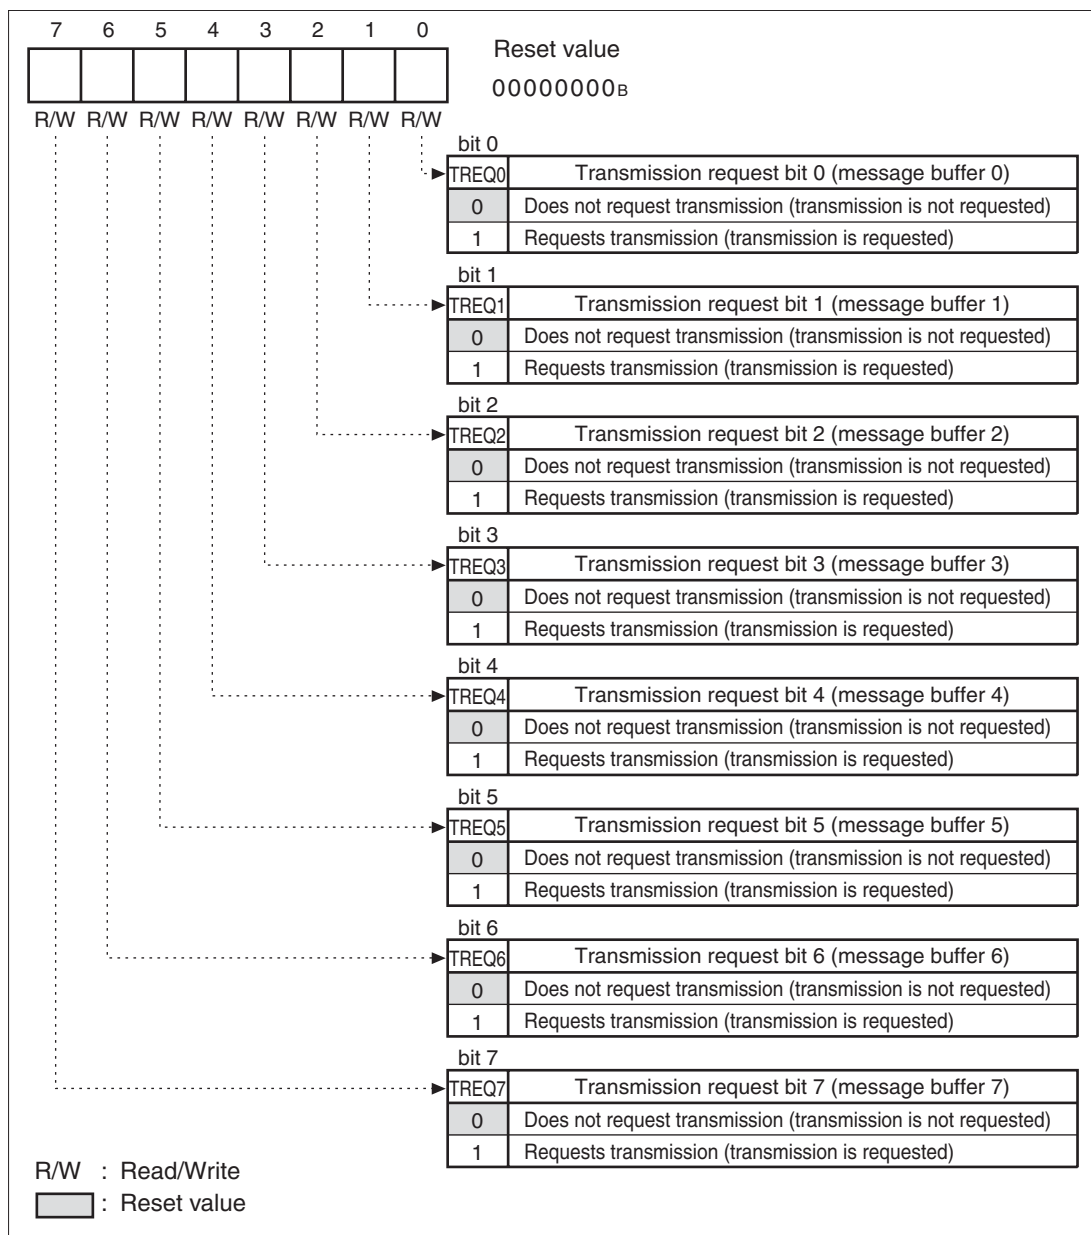 7 6 5 4 3 2 1 0
Reset value
00000000B
R/W R/W R/W R/W R/W R/W R/W R/W
bit 0
TREQ0 Transmission request bit 0 (message buffer 0)
0 Does not request transmission (transmission is not requested)
1 Requests transmission (transmission is requested)
bit 1
TREQ1 Transmission request bit 1 (message buffer 1)
0 Does not request transmission (transmission is not requested)
1 Requests transmission (transmission is requested)
bit 2
TREQ2 Transmission request bit 2 (message buffer 2)
0 Does not request transmission (transmission is not requested)
1 Requests transmission (transmission is requested)
bit 3
TREQ3 Transmission request bit 3 (message buffer 3)
0 Does not request transmission (transmission is not requested)
1 Requests transmission (transmission is requested)
bit 4
TREQ4 Transmission request bit 4 (message buffer 4)
0 Does not request transmission (transmission is not requested)
1 Requests transmission (transmission is requested)
bit 5
TREQ5 Transmission request bit 5 (message buffer 5)
0 Does not request transmission (transmission is not requested)
1 Requests transmission (transmission is requested)
bit 6
TREQ6 Transmission request bit 6 (message buffer 6)
0 Does not request transmission (transmission is not requested)
1 Requests transmission (transmission is requested)
bit 7
TREQ7 Transmission request bit 7 (message buffer 7)
0 Does not request transmission (transmission is not requested)
1 Requests transmission (transmission is requested)
R/W : Read/Write
: Reset value